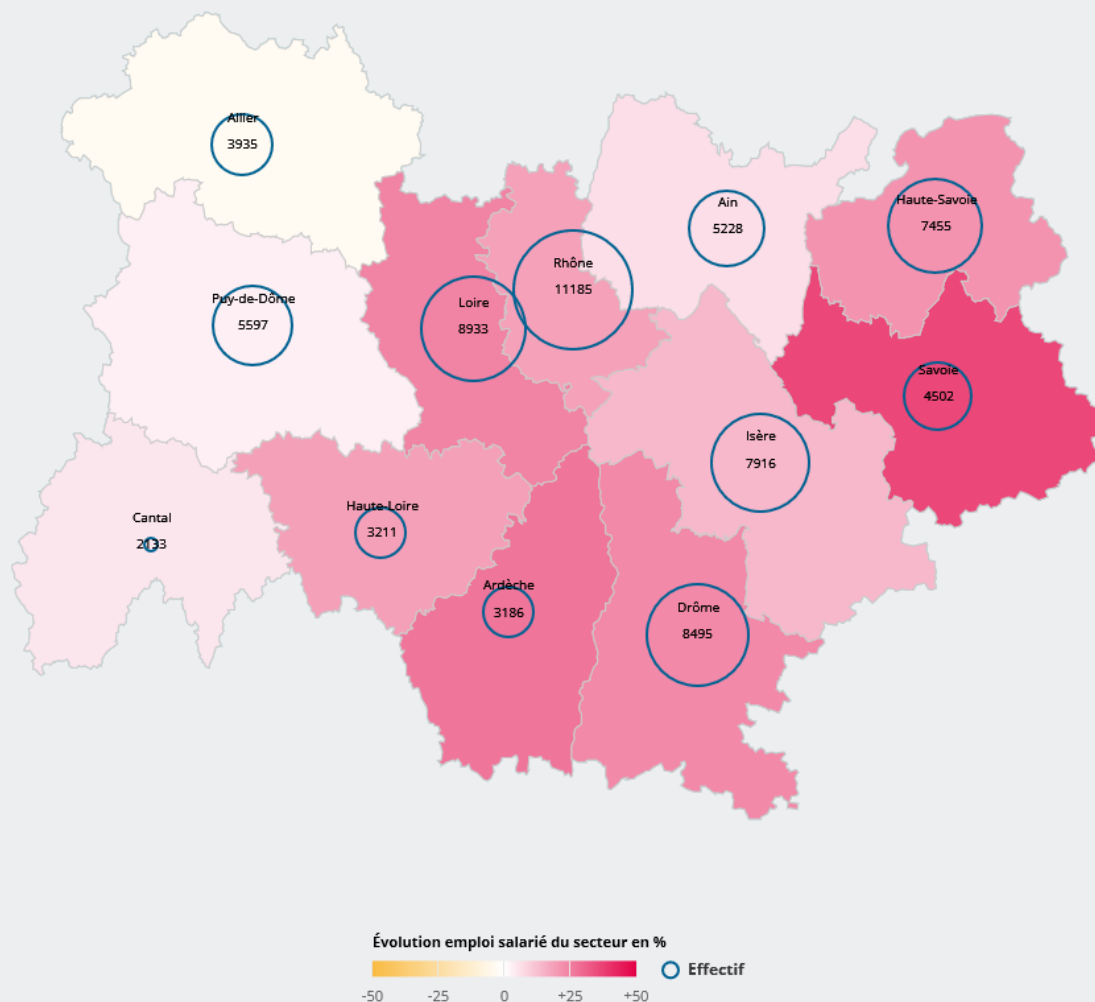 Allier
3935
Ain
5228
Haute-Savoie
7455
Rhône
11185
Puy-de-Dôme
5597
Loire
8933
Savoie
4502
Isère
7916
Haute-Loire
3211
Cantal
2133
Ardèche
3186
Drôme
8495
Évolution emploi salarié du secteur en %
Effectif
-50 -25 0 +25 +50